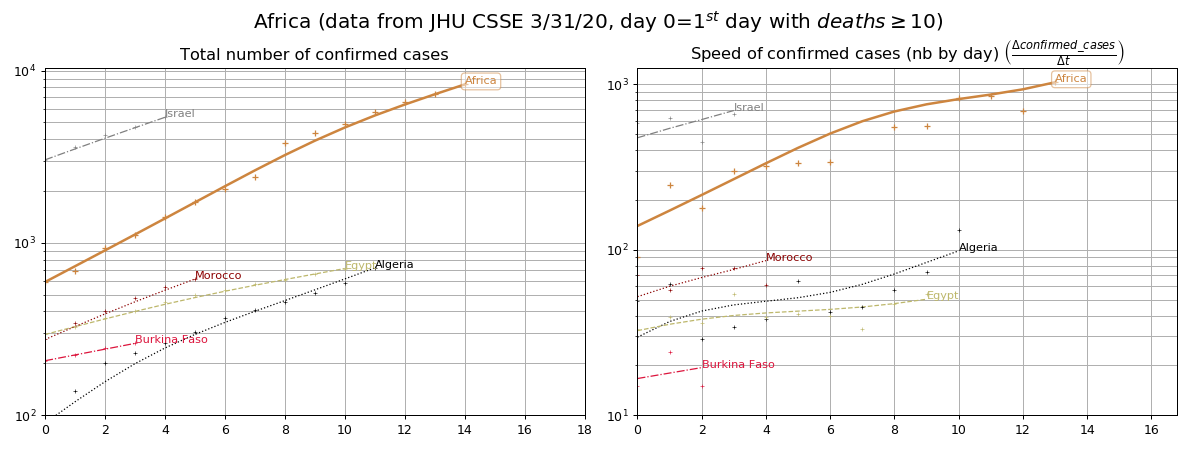 Africa (data from JHU CSSE 3/31/20, day 0=1st day with deaths ≥ 10)
Total number of confirmed cases
10^4
10^3
10^2
Israel
Africa
Morocco
Egypt
Algeria
Burkina Faso
0 2 4 6 8 10 12 14 16 18
Speed of confirmed cases (nb by day) (Δconfirmed_cases/Δt)
10^3
10^2
10^1
Israel
Africa
Algeria
Morocco
Egypt
Burkina Faso
0 2 4 6 8 10 12 14 16